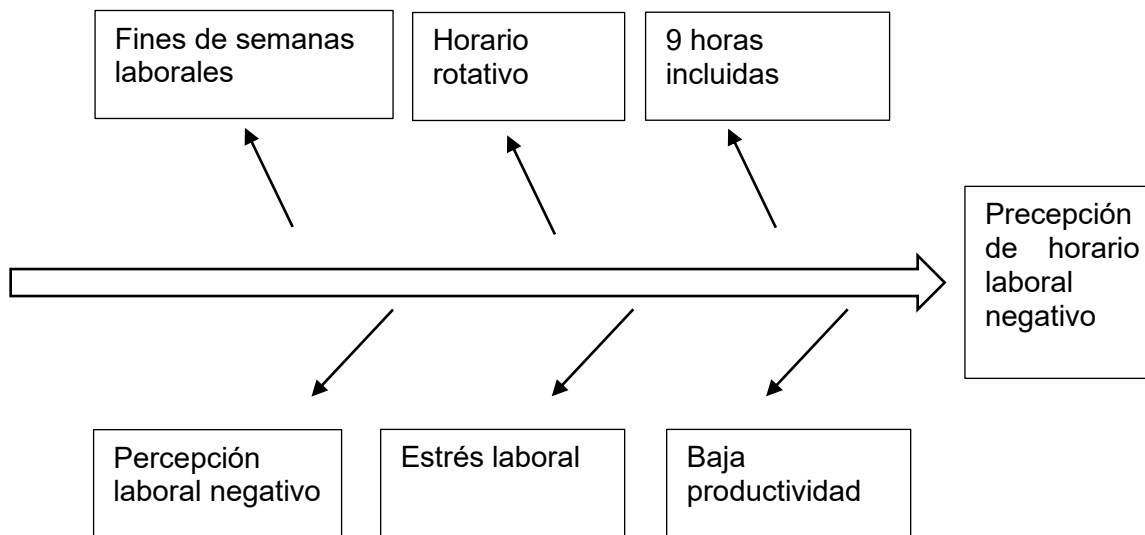 Fines de semanas
laborales
Horario
rotativo
9 horas
incluidas
Precepción
de horario
laboral
negativo
Percepción
laboral negativo
Estrés laboral
Baja
productividad